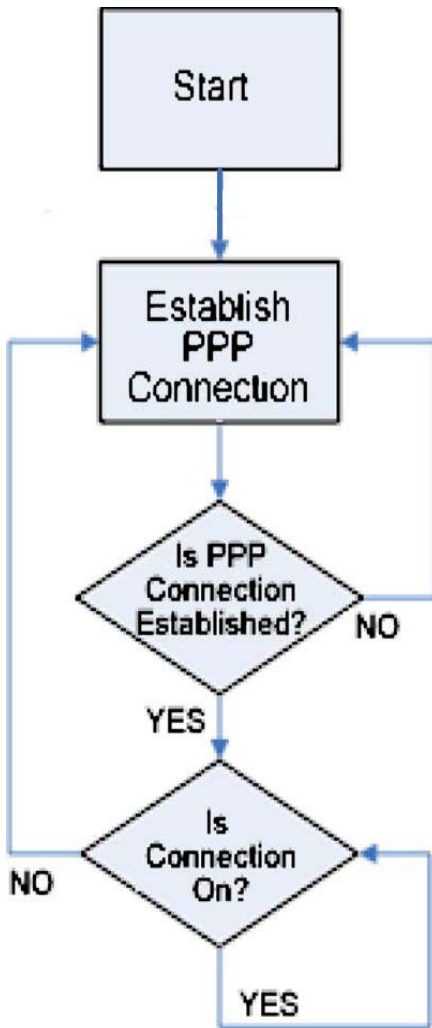 Start
Establish
PPP
Connection
Is PPP
Connection
Established?
NO
YES
Is
Connection
On?
NO
YES